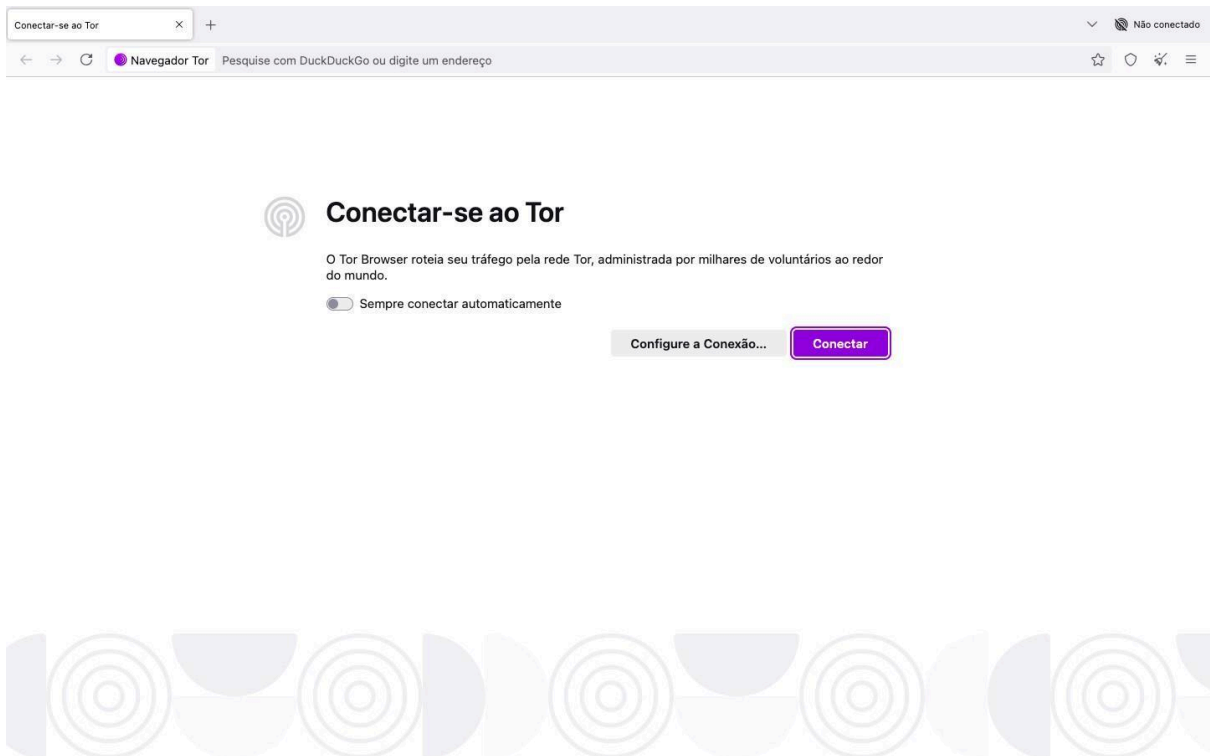 Conectar-se ao Tor
Não conectado
Navegador Tor Pesquise com DuckDuckGo ou digite um endereço
Conectar-se ao Tor
O Tor Browser roteia seu tráfego pela rede Tor, administrada por milhares de voluntários ao redor
do mundo.
Sempre conectar automaticamente
Configure a Conexão... Conectar